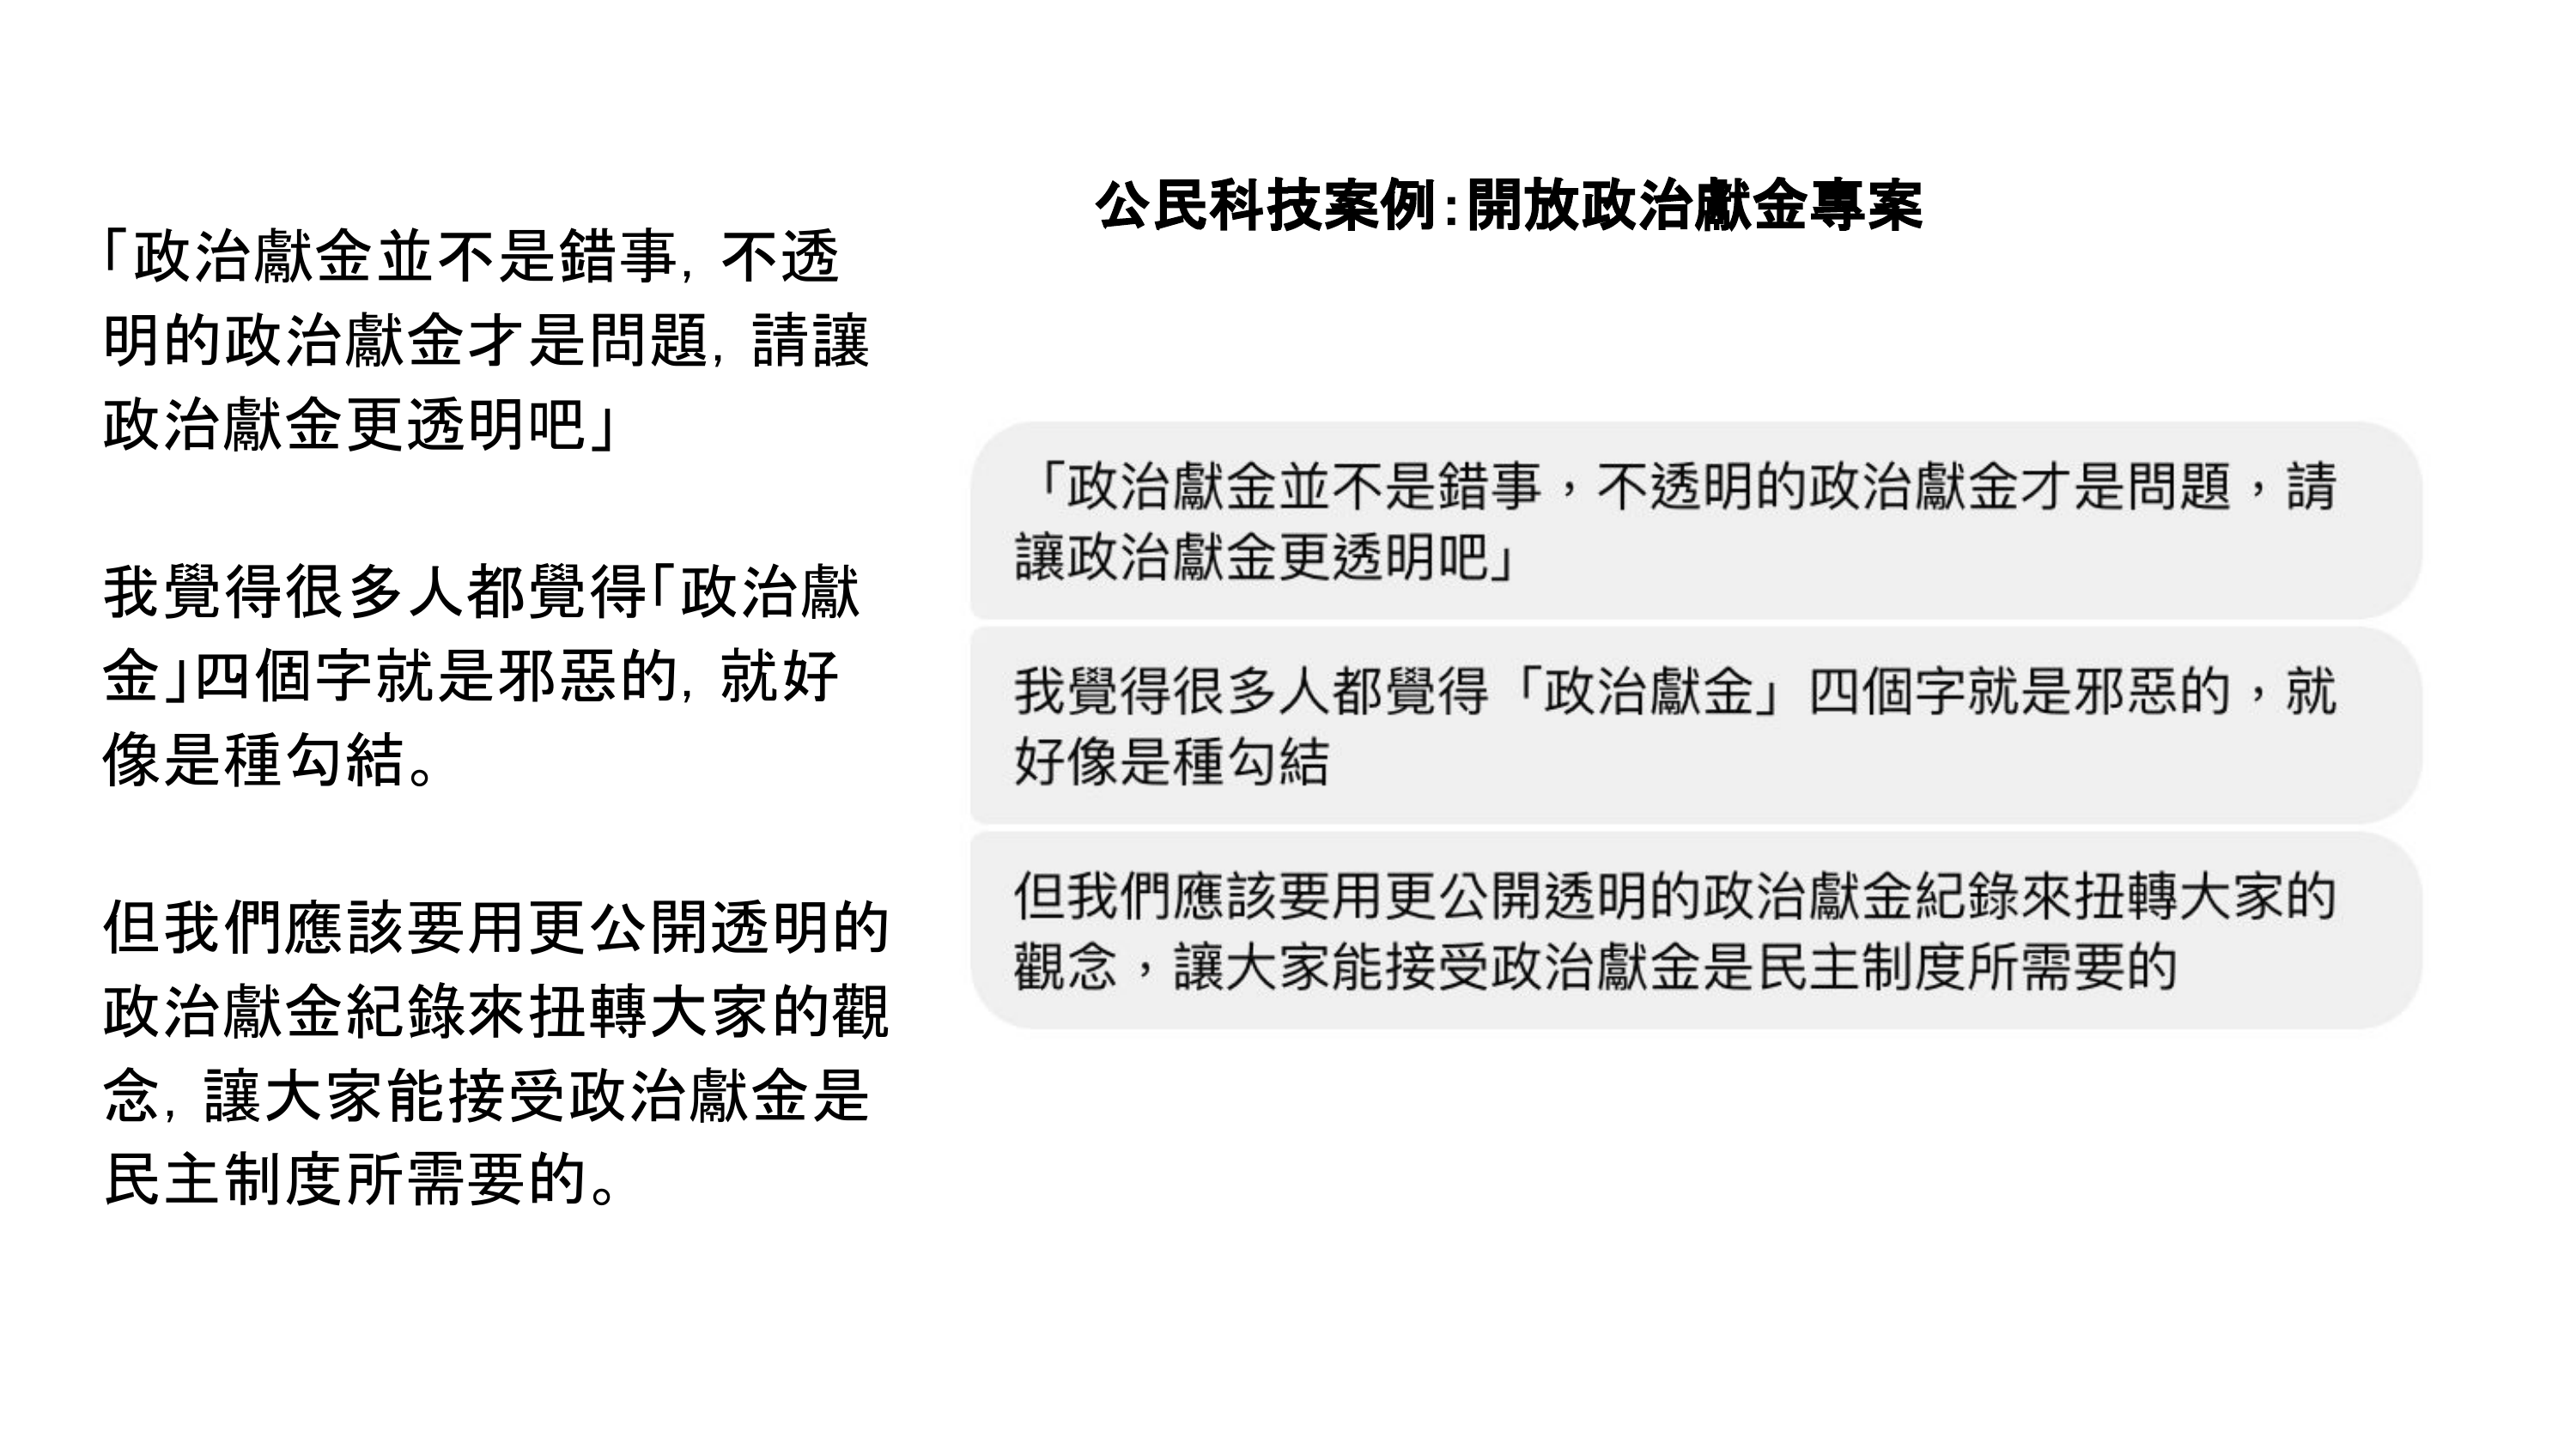 公民科技案例:開放政治獻金專案
「政治獻金並不是錯事, 不透
明的政治獻金才是問題, 請讓
政治獻金更透明吧」
我覺得很多人都覺得「政治獻
金」四個字就是邪惡的, 就好
像是種勾結。
但我們應該要用更公開透明的
政治獻金紀錄來扭轉大家的觀
念, 讓大家能接受政治獻金是
民主制度所需要的。
「政治獻金並不是錯事，不透明的政治獻金才是問題，請
讓政治獻金更透明吧」
我覺得很多人都覺得「政治獻金」四個字就是邪惡的，就
好像是種勾結
但我們應該要用更公開透明的政治獻金紀錄來扭轉大家的
觀念，讓大家能接受政治獻金是民主制度所需要的